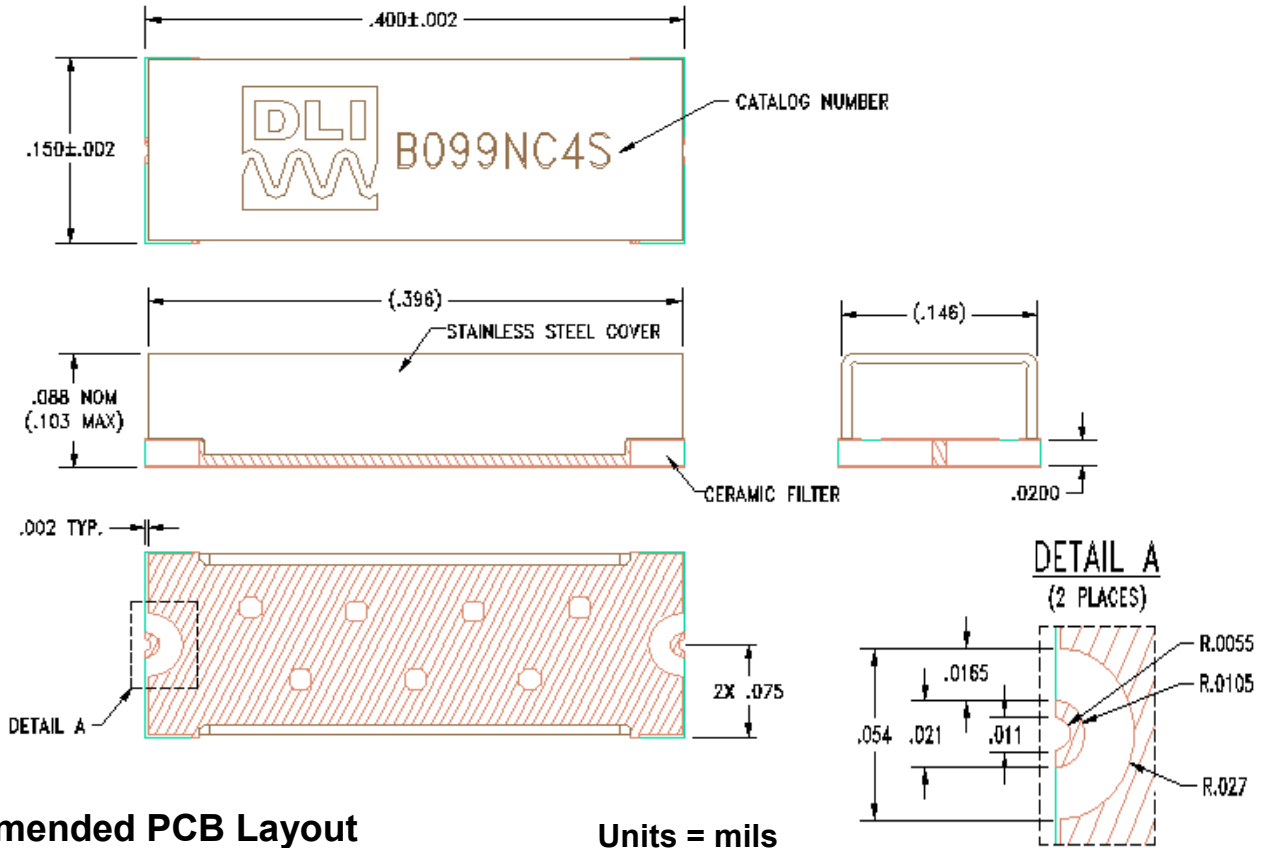 .400±.002
DLI
B099NC4S
CATALOG NUMBER
.150±.002
(.396)
STAINLESS STEEL COVER
(.146)
.088 NOM
(.103 MAX)
CERAMIC FILTER
.0200
.002 TYP.
DETAIL A
(2 PLACES)
R.0055
.0165
R.0105
2X .075
DETAIL A
.054
.021
.011
R.027
mended PCB Layout
Units = mils